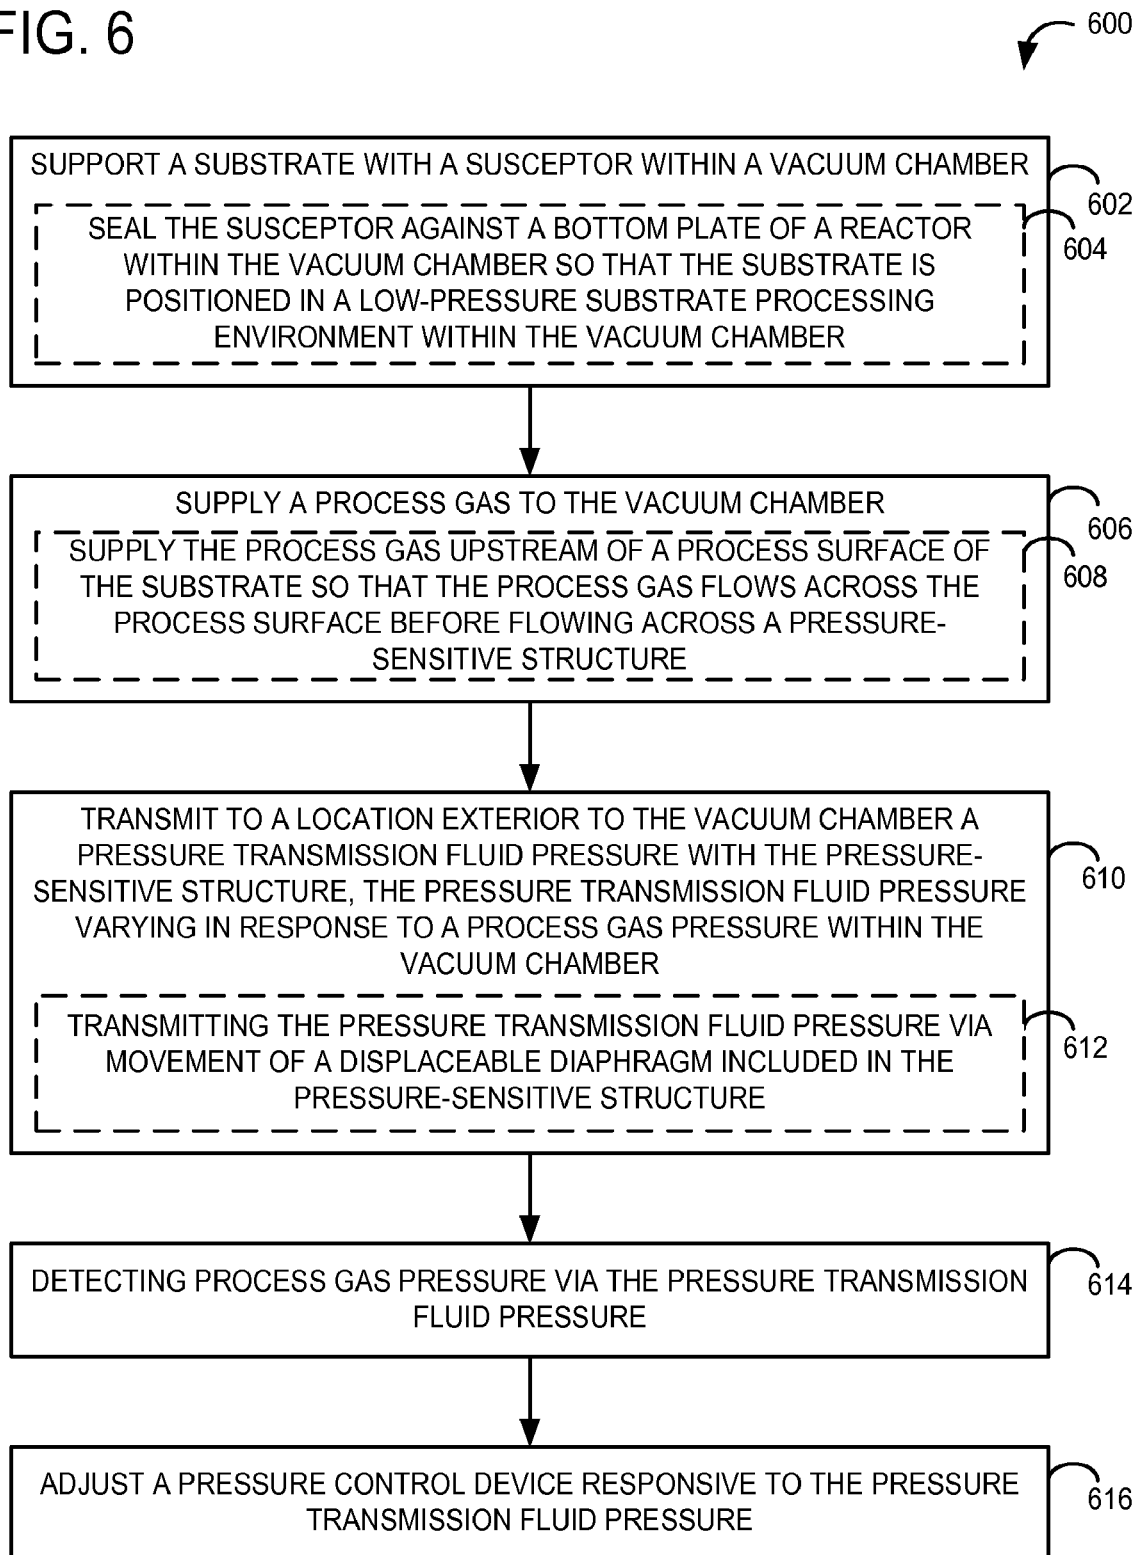 FIG. 6
600
SUPPORT A SUBSTRATE WITH A SUSCEPTOR WITHIN A VACUUM CHAMBER
602
SEAL THE SUSCEPTOR AGAINST A BOTTOM PLATE OF A REACTOR
WITHIN THE VACUUM CHAMBER SO THAT THE SUBSTRATE IS
POSITIONED IN A LOW-PRESSURE SUBSTRATE PROCESSING
ENVIRONMENT WITHIN THE VACUUM CHAMBER
604
SUPPLY A PROCESS GAS TO THE VACUUM CHAMBER
606
SUPPLY THE PROCESS GAS UPSTREAM OF A PROCESS SURFACE OF
THE SUBSTRATE SO THAT THE PROCESS GAS FLOWS ACROSS THE
PROCESS SURFACE BEFORE FLOWING ACROSS A PRESSURE-
SENSITIVE STRUCTURE
608
TRANSMIT TO A LOCATION EXTERIOR TO THE VACUUM CHAMBER A
PRESSURE TRANSMISSION FLUID PRESSURE WITH THE PRESSURE-
SENSITIVE STRUCTURE, THE PRESSURE TRANSMISSION FLUID PRESSURE
VARYING IN RESPONSE TO A PROCESS GAS PRESSURE WITHIN THE
VACUUM CHAMBER
610
TRANSMITTING THE PRESSURE TRANSMISSION FLUID PRESSURE VIA
MOVEMENT OF A DISPLACEABLE DIAPHRAGM INCLUDED IN THE
PRESSURE-SENSITIVE STRUCTURE
612
DETECTING PROCESS GAS PRESSURE VIA THE PRESSURE TRANSMISSION
FLUID PRESSURE
614
ADJUST A PRESSURE CONTROL DEVICE RESPONSIVE TO THE PRESSURE
TRANSMISSION FLUID PRESSURE
616